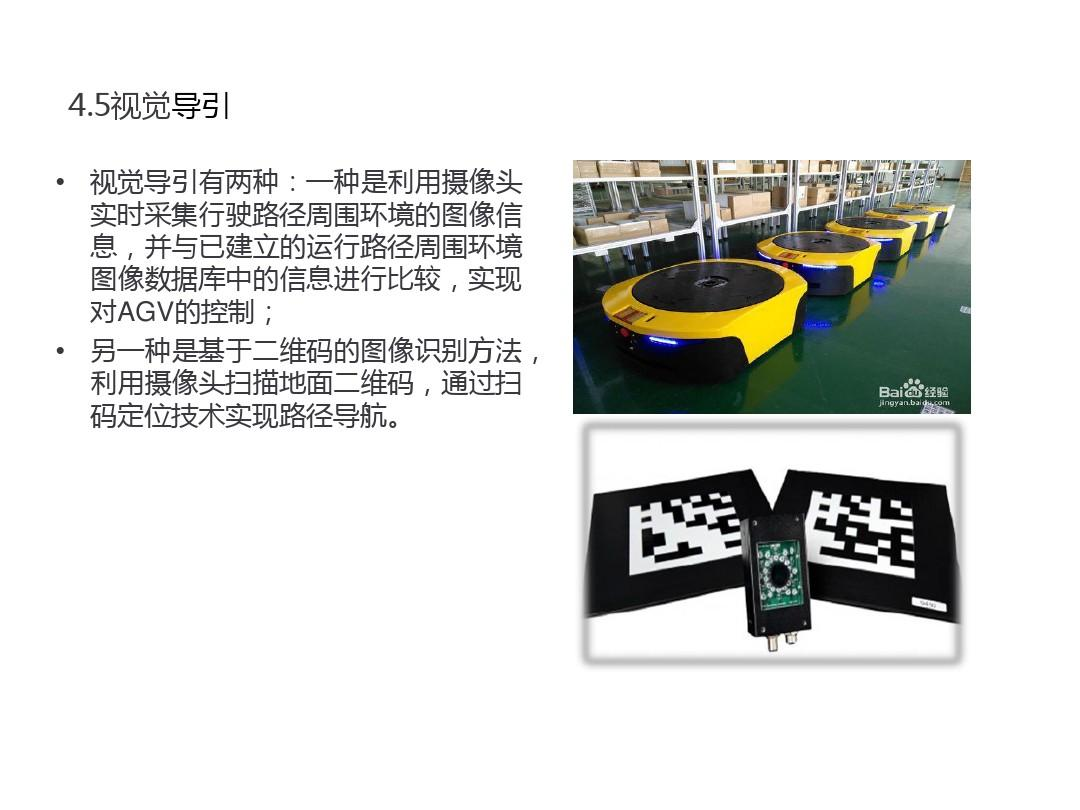 4.5视觉导引
• 视觉导引有两种：一种是利用摄像头
实时采集行驶路径周围环境的图像信
息，并与已建立的运行路径周围环境
图像数据库中的信息进行比较，实现
对AGV的控制；
• 另一种是基于二维码的图像识别方法，
利用摄像头扫描地面二维码，通过扫
码定位技术实现路径导航。
Bai 经验
jingyan.baidu.com